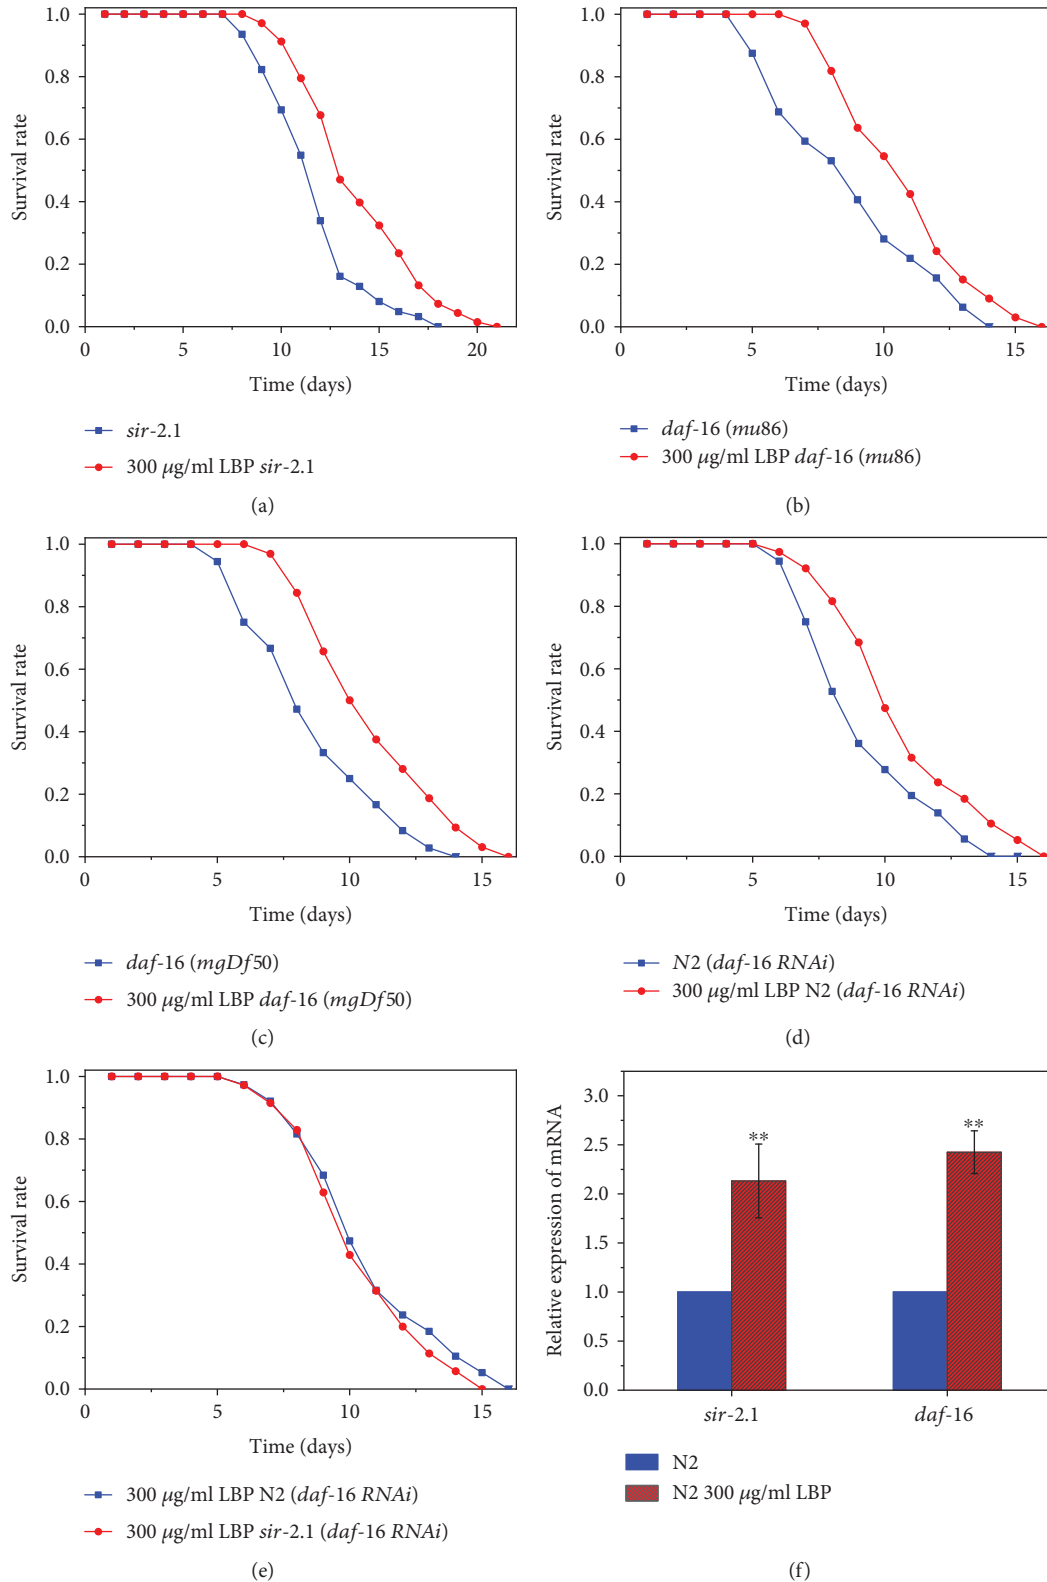 1.0
0.8
0.6
0.4
0.2
0.0
Survival rate
0 5 10 15 20
Time (days)
sir-2.1
300 μg/ml LBP sir-2.1
(a)
1.0
0.8
0.6
0.4
0.2
0.0
Survival rate
0 5 10 15
Time (days)
daf-16 (mu86)
300 μg/ml LBP daf-16 (mu86)
(b)
1.0
0.8
0.6
0.4
0.2
0.0
Survival rate
0 5 10 15
Time (days)
daf-16 (mgDf50)
300 μg/ml LBP daf-16 (mgDf50)
(c)
1.0
0.8
0.6
0.4
0.2
0.0
Survival rate
0 5 10 15
Time (days)
N2 (daf-16 RNAi)
300 μg/ml LBP N2 (daf-16 RNAi)
(d)
1.0
0.8
0.6
0.4
0.2
0.0
Survival rate
0 5 10 15
Time (days)
300 μg/ml LBP N2 (daf-16 RNAi)
300 μg/ml LBP sir-2.1 (daf-16 RNAi)
(e)
3.0
2.5
2.0
1.5
1.0
0.5
0.0
Relative expression of mRNA
** **
sir-2.1 daf-16
N2
N2 300 μg/ml LBP
(f)